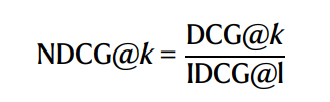 NDCG@k = DCG@k / IDCG@l